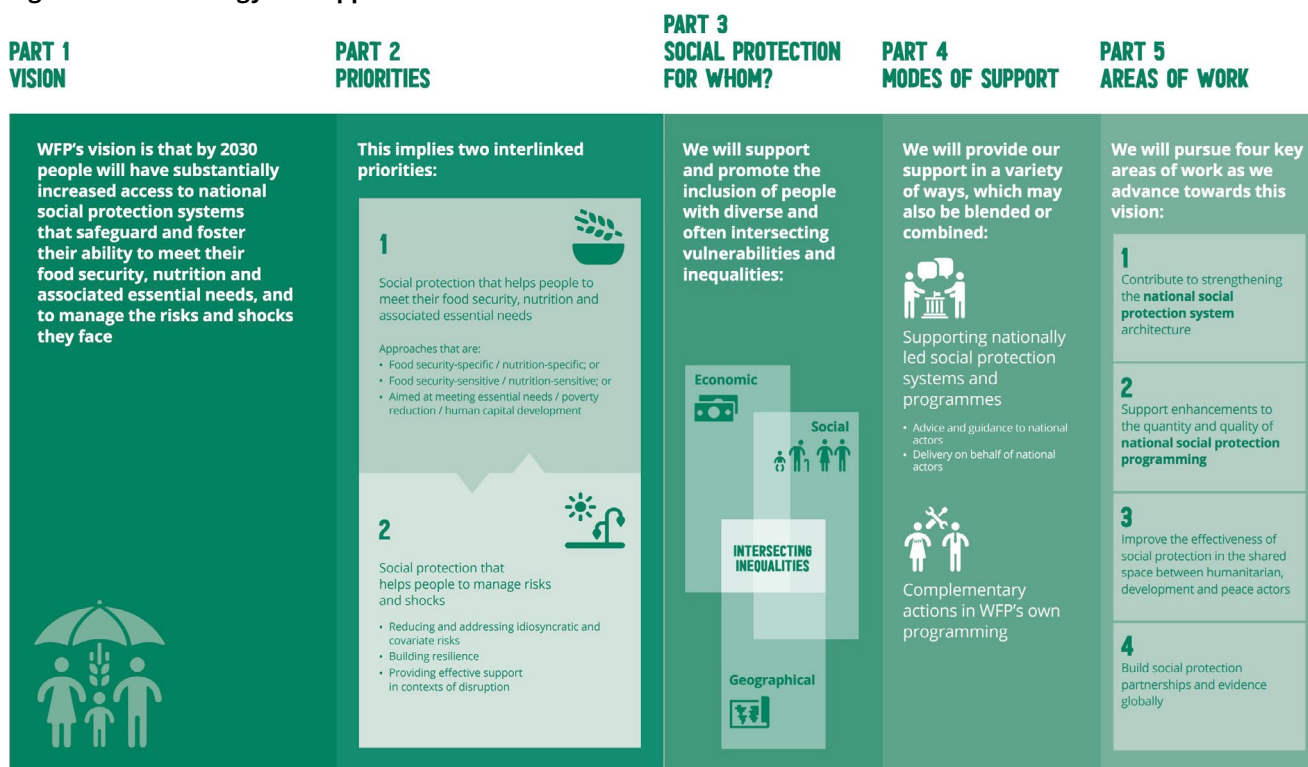 PART 1
VISION
WFP's vision is that by 2030
people will have substantially
increased access to national
social protection systems
that safeguard and foster
their ability to meet their
food security, nutrition and
associated essential needs, and
to manage the risks and shocks
they face
PART 2
PRIORITIES
This implies two interlinked
priorities:
1
Social protection that helps people to
meet their food security, nutrition and
associated essential needs
Approaches that are:
• Food security-specific / nutrition-specific; or
• Food security-sensitive / nutrition-sensitive; or
• Aimed at meeting essential needs / poverty
reduction / human capital development
2
Social protection that
helps people to manage risks
and shocks
• Reducing and addressing idiosyncratic and
covariate risks
• Building resilience
• Providing effective support
in contexts of disruption
PART 3
SOCIAL PROTECTION
FOR WHOM?
We will support
and promote the
inclusion of people
with diverse and
often intersecting
vulnerabilities and
inequalities:
Economic
Social
INTERSECTING
INEQUALITIES
Geographical
PART 4
MODES OF SUPPORT
We will provide our
support in a variety
of ways, which may
also be blended or
combined:
Supporting nationally
led social protection
systems and
programmes
• Advice and guidance to national
actors
• Delivery on behalf of national
actors
Complementary
actions in WFP's own
programming
PART 5
AREAS OF WORK
We will pursue four key
areas of work as we
advance towards this
vision:
1
Contribute to strengthening
the national social
protection system
architecture
2
Support enhancements to
the quantity and quality of
national social protection
programming
3
Improve the effectiveness of
social protection in the shared
space between humanitarian,
development and peace actors
4
Build social protection
partnerships and evidence
globally